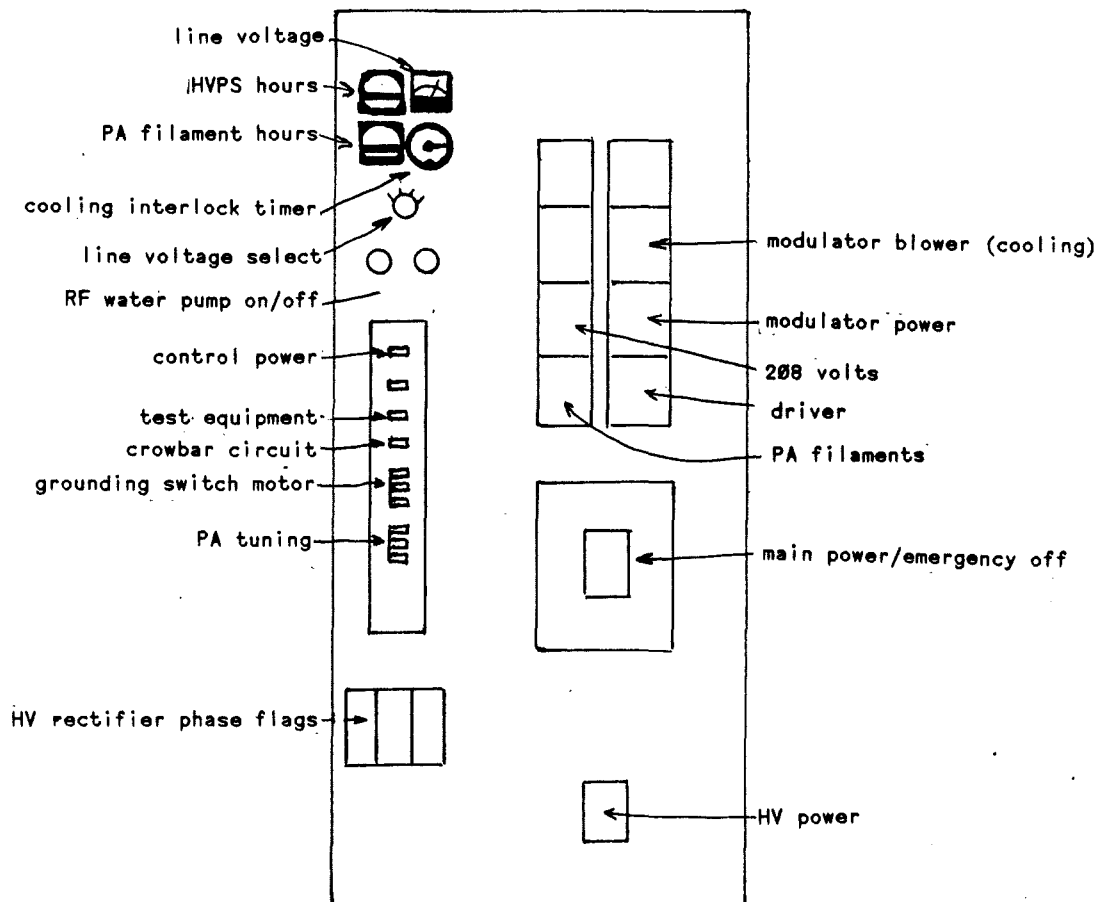 line voltage
HVPS hours
PA filament hours
cooling interlock timer
line voltage select
RF water pump on/off
control power
test equipment
crowbar circuit
grounding switch motor
PA tuning
HV rectifier phase flags
modulator blower (cooling)
modulator power
208 volts
driver
PA filaments
main power/emergency off
HV power